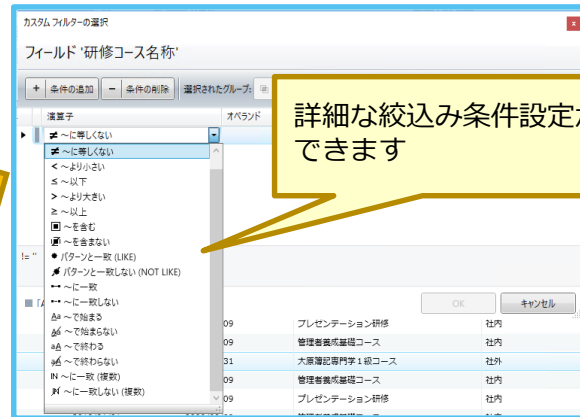 カスタム フィルターの選択
フィールド '研修コース名称'
+ 条件の追加 − 条件の削除 選択されたグループ:
演算子 オペランド
≠ ～に等しくない
≠ ～に等しくない
< ～より小さい
≤ ～以下
> ～より大きい
≥ ～以上
～を含む
～を含まない
パターンと一致 (LIKE)
パターンと一致しない (NOT LIKE)
～に一致
～に一致しない
Aa ～で始まる
Aa ～で始まらない
aA ～で終わる
aA ～で終わらない
IN ～に一致 (複数)
IN ～に一致しない (複数)
詳細な絞込み条件設定が
できます
!= ''
OK キャンセル
09 プレゼンテーション研修 社内
09 管理者養成基礎コース 社内
31 大原簿記専門学１級コース 社外
09 管理者養成基礎コース 社内
09 プレゼンテーション研修 社内